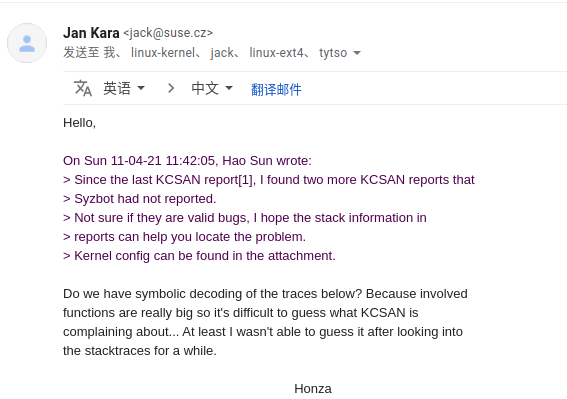 Jan Kara <jack@suse.cz>
发送至 我、 linux-kernel、 jack、 linux-ext4、 tytso
英语 > 中文 翻译邮件
Hello,
On Sun 11-04-21 11:42:05, Hao Sun wrote:
> Since the last KCSAN report[1], I found two more KCSAN reports that
> Syzbot had not reported.
> Not sure if they are valid bugs, I hope the stack information in
> reports can help you locate the problem.
> Kernel config can be found in the attachment.
Do we have symbolic decoding of the traces below? Because involved
functions are really big so it's difficult to guess what KCSAN is
complaining about... At least I wasn't able to guess it after looking into
the stacktraces for a while.
Honza